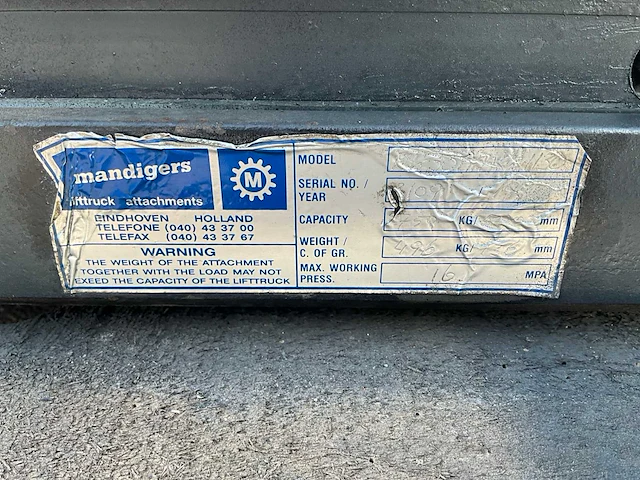 mandigers
lifttruck attachments
M
EINDHOVEN HOLLAND
TELEFONE (040) 43 37 00
TELEFAX (040) 43 37 67
WARNING
THE WEIGHT OF THE ATTACHMENT
TOGETHER WITH THE LOAD MAY NOT
EXCEED THE CAPACITY OF THE LIFTTRUCK
MODEL
SERIAL NO. /
YEAR
CAPACITY KG/ mm
WEIGHT /
C. OF GR. KG/ mm
MAX. WORKING
PRESS. 16 MPA